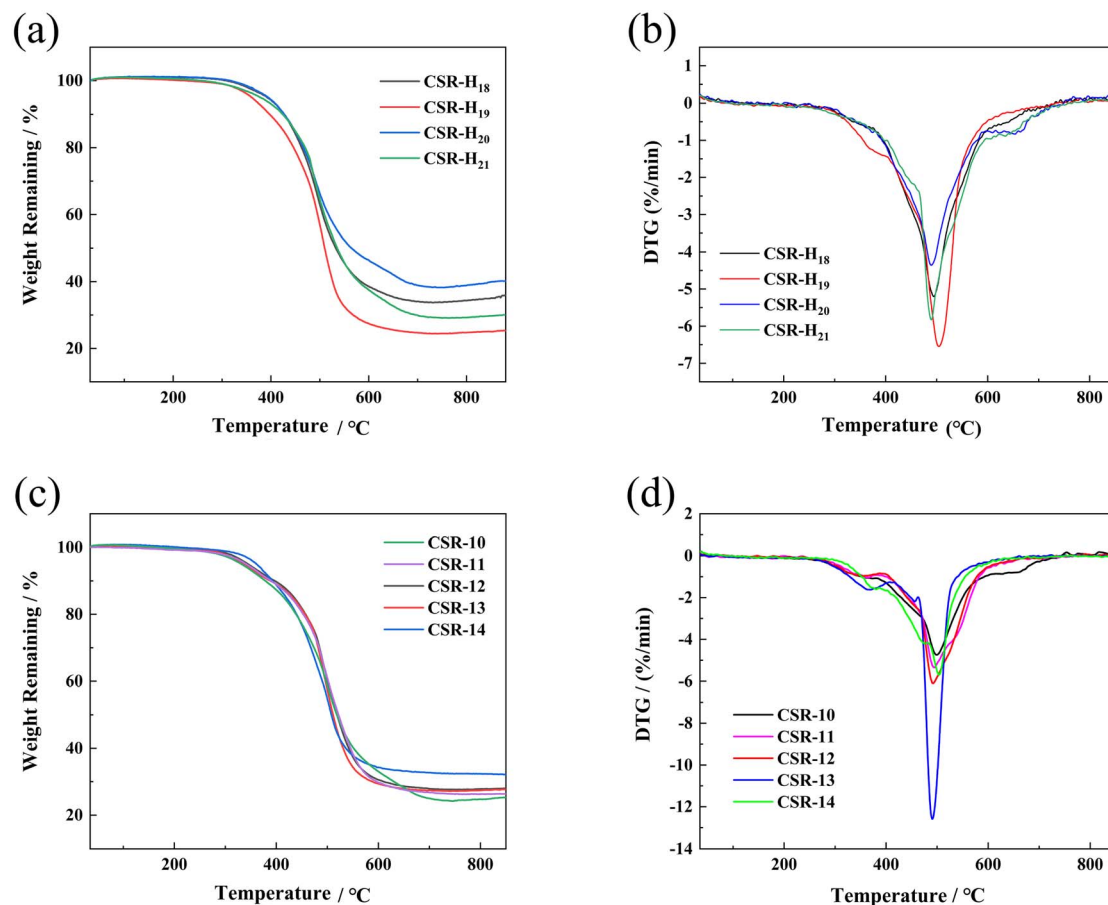 (a)
Weight Remaining / %
100
80
60
40
20
200
400
600
800
Temperature / °C
CSR-H18
CSR-H19
CSR-H20
CSR-H21
(b)
DTG (%/min)
1
0
-1
-2
-3
-4
-5
-6
-7
200
400
600
800
Temperature (°C)
CSR-H18
CSR-H19
CSR-H20
CSR-H21
(c)
Weight Remaining / %
100
80
60
40
20
200
400
600
800
Temperature / °C
CSR-10
CSR-11
CSR-12
CSR-13
CSR-14
(d)
DTG / (%/min)
2
0
-2
-4
-6
-8
-10
-12
-14
200
400
600
800
Temperature / °C
CSR-10
CSR-11
CSR-12
CSR-13
CSR-14